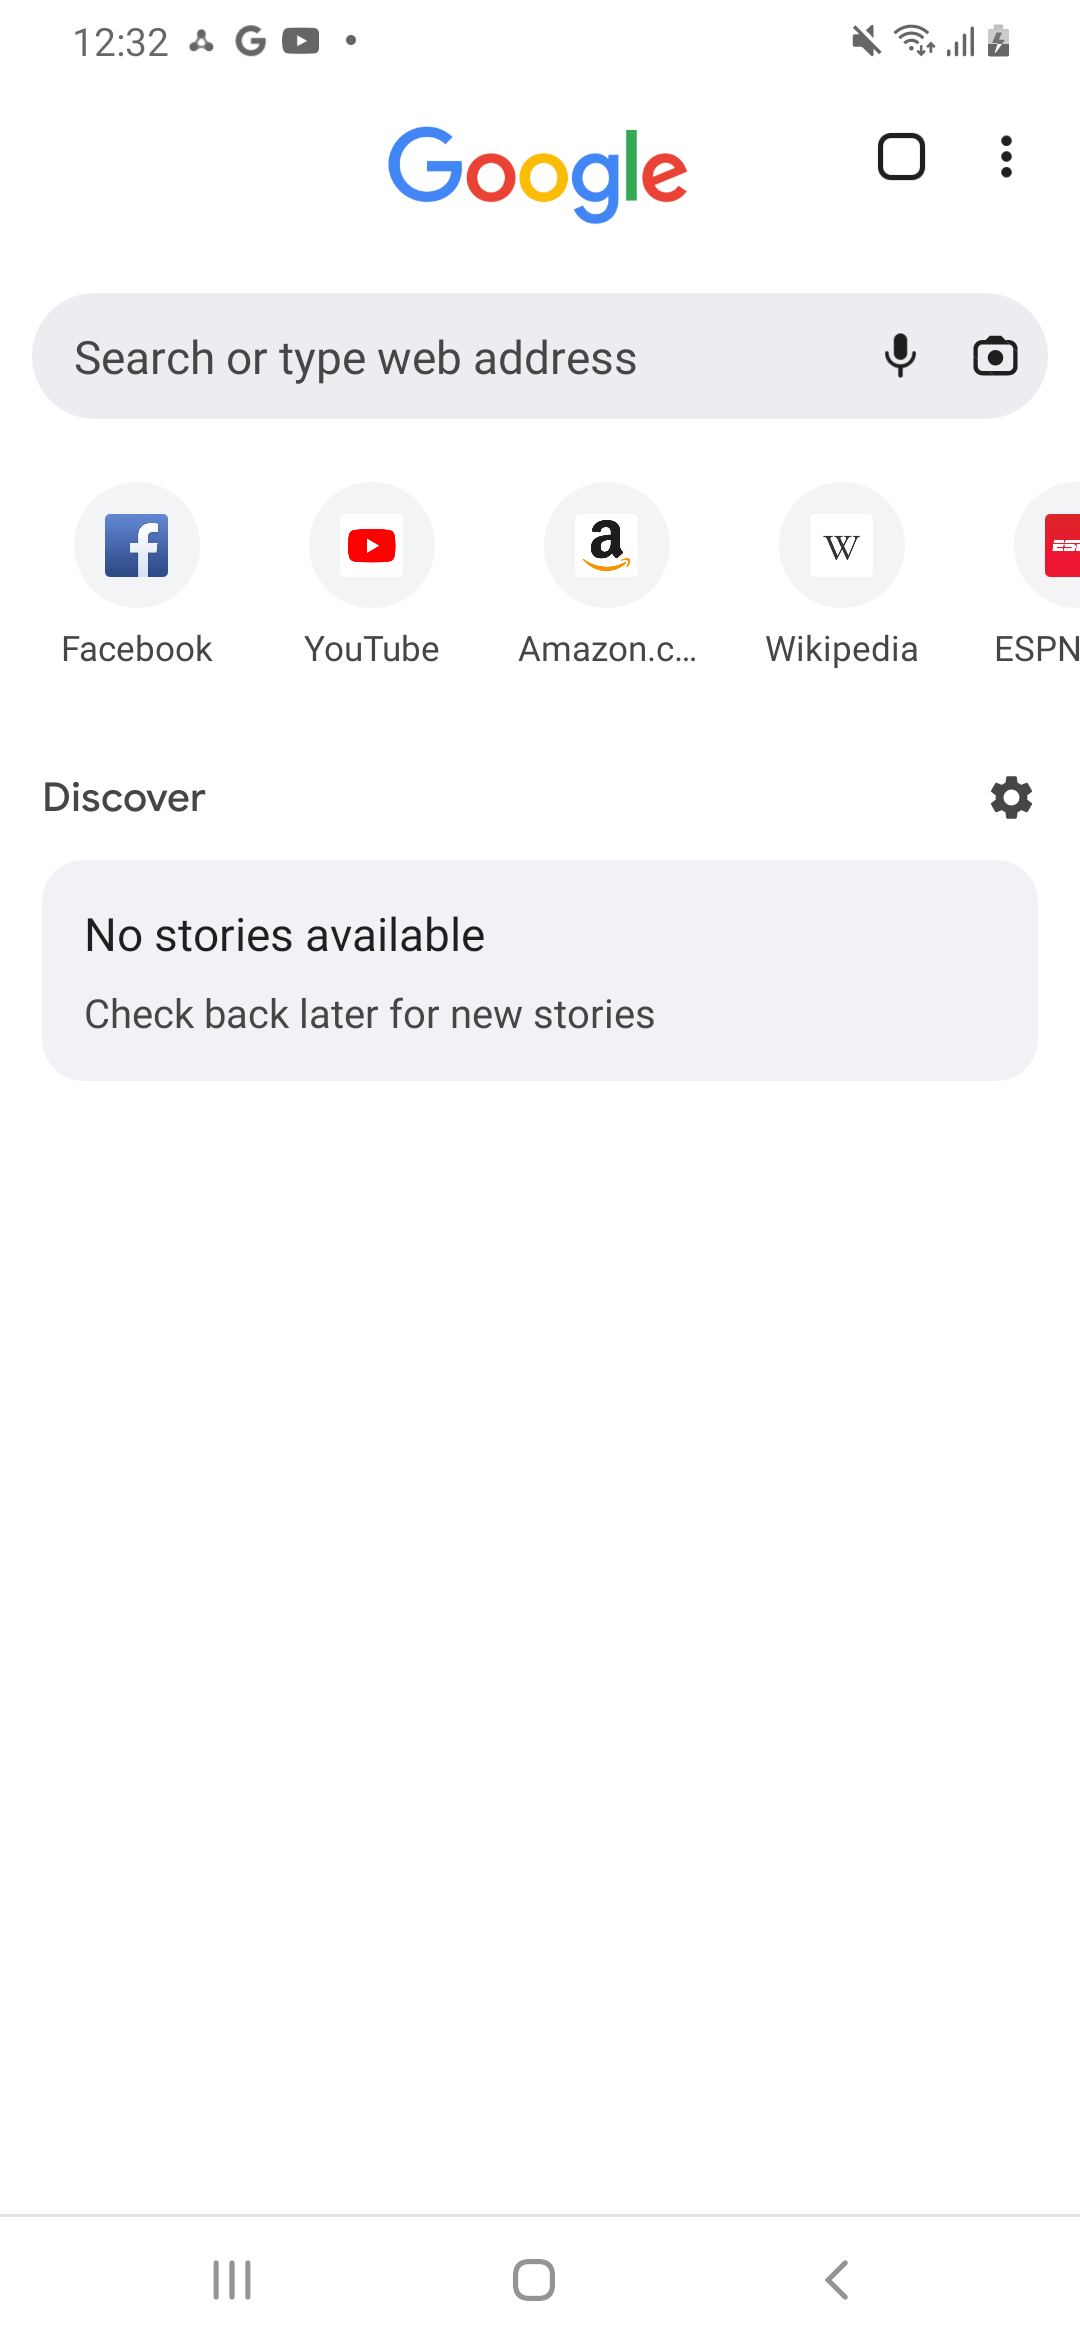 12:32
Google
Search or type web address
Facebook YouTube Amazon.c... Wikipedia ESPN
Discover
No stories available
Check back later for new stories